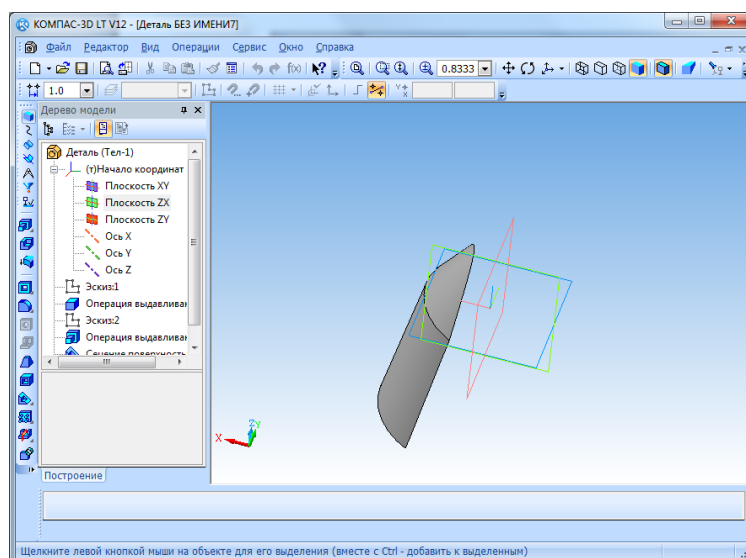 КОМПАС-3D LT V12 - [Деталь БЕЗ ИМЕНИ7]
Файл Редактор Вид Операции Сервис Окно Справка
0.8333
1.0
Дерево модели
Деталь (Тел-1)
(т)Начало координат
Плоскость XY
Плоскость ZX
Плоскость ZY
Ось X
Ось Y
Ось Z
Эскиз:1
Операция выдавливан
Эскиз:2
Операция выдавливан
Сечение поверхность
X
Z
Y
Построение
Щелкните левой кнопкой мыши на объекте для его выделения (вместе с Ctrl - добавить к выделенным)